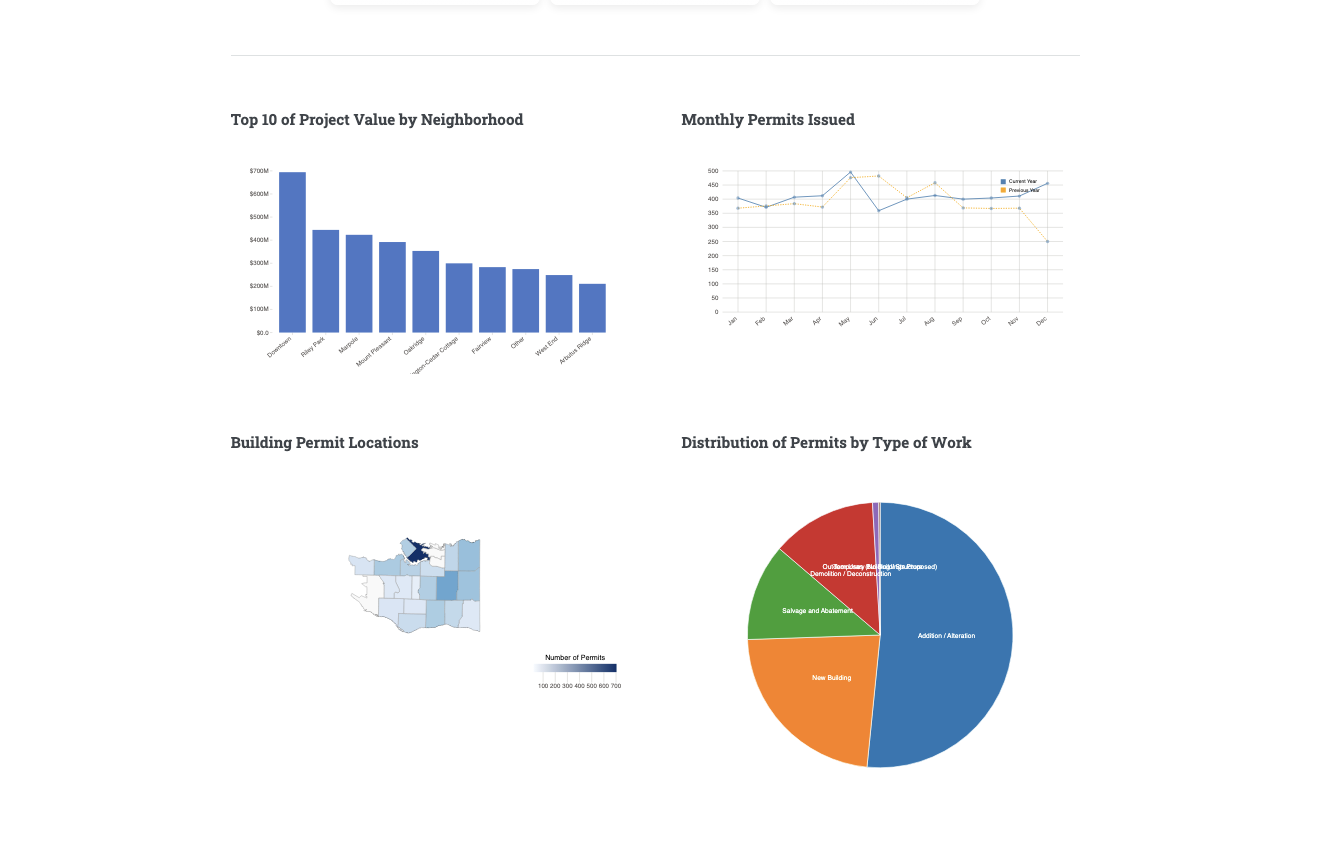 Top 10 of Project Value by Neighborhood
$700M
$600M
$500M
$400M
$300M
$200M
$100M
$0.0
Downtown
Riley Park
Marpole
Mount Pleasant
Oakridge
ngton-Cedar Cottage
Fairview
Other
West End
Arbutus Ridge
Monthly Permits Issued
500
450
400
350
300
250
200
150
100
50
0
Current Year
Previous Year
Jan
Feb
Mar
Apr
May
Jun
Jul
Aug
Sep
Oct
Nov
Dec
Building Permit Locations
Number of Permits
100 200 300 400 500 600 700
Distribution of Permits by Type of Work
Demolition / Deconstruction
Salvage and Abatement
Addition / Alteration
New Building